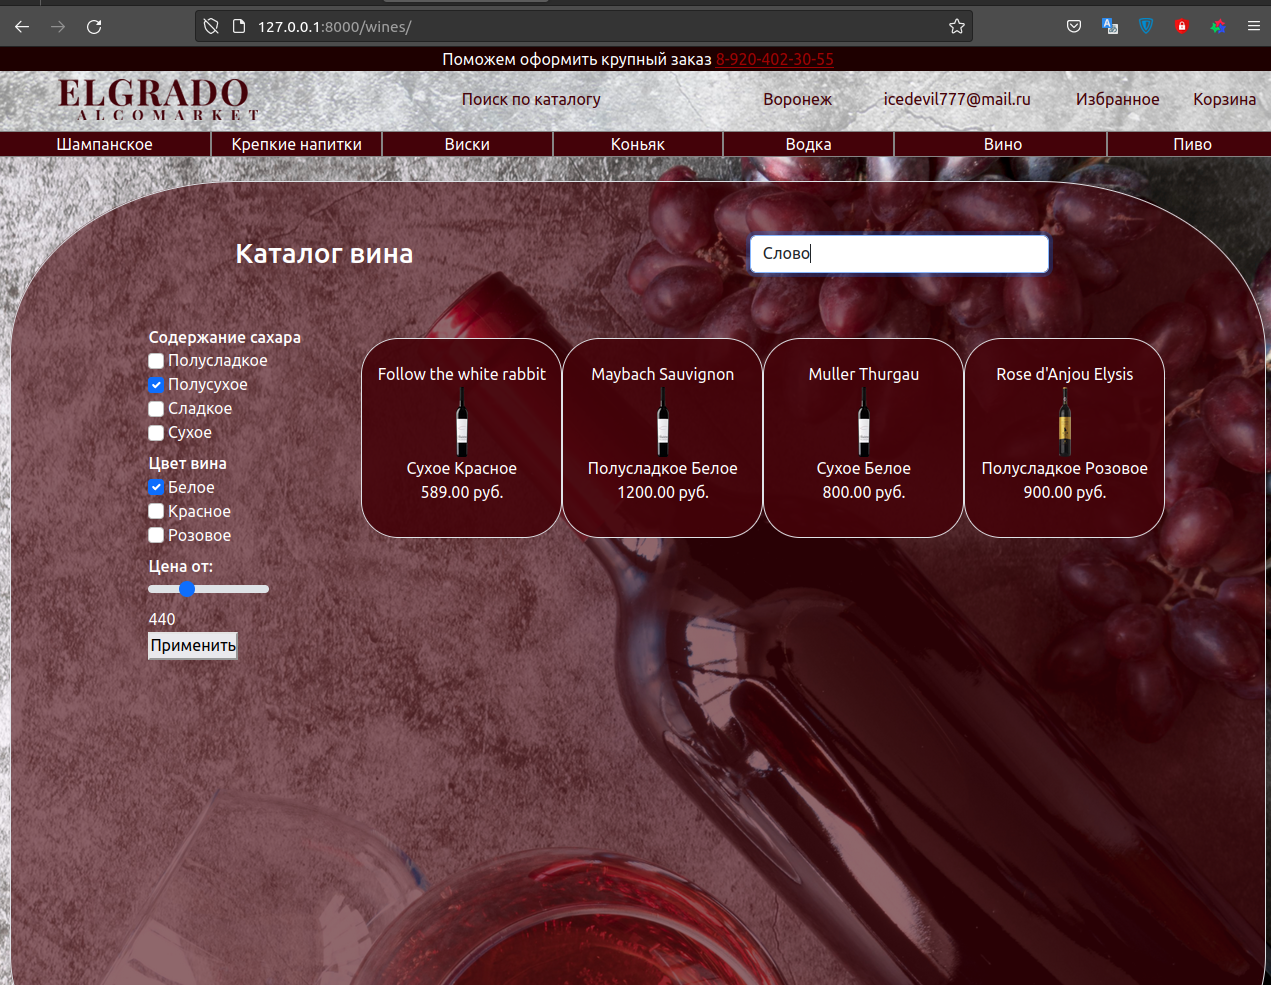 127.0.0.1:8000/wines/
Поможем оформить крупный заказ 8-920-402-30-55
ELGRADO
ALCOMARKET
Поиск по каталогу
Воронеж
icedevil777@mail.ru
Избранное
Корзина
Шампанское
Крепкие напитки
Виски
Коньяк
Водка
Вино
Пиво
Каталог вина
Слово
Содержание сахара
Полусладкое
Полусухое
Сладкое
Сухое
Цвет вина
Белое
Красное
Розовое
Цена от:
440
Применить
Follow the white rabbit
Сухое Красное
589.00 руб.
Maybach Sauvignon
Полусладкое Белое
1200.00 руб.
Muller Thurgau
Сухое Белое
800.00 руб.
Rose d'Anjou Elysis
Полусладкое Розовое
900.00 руб.